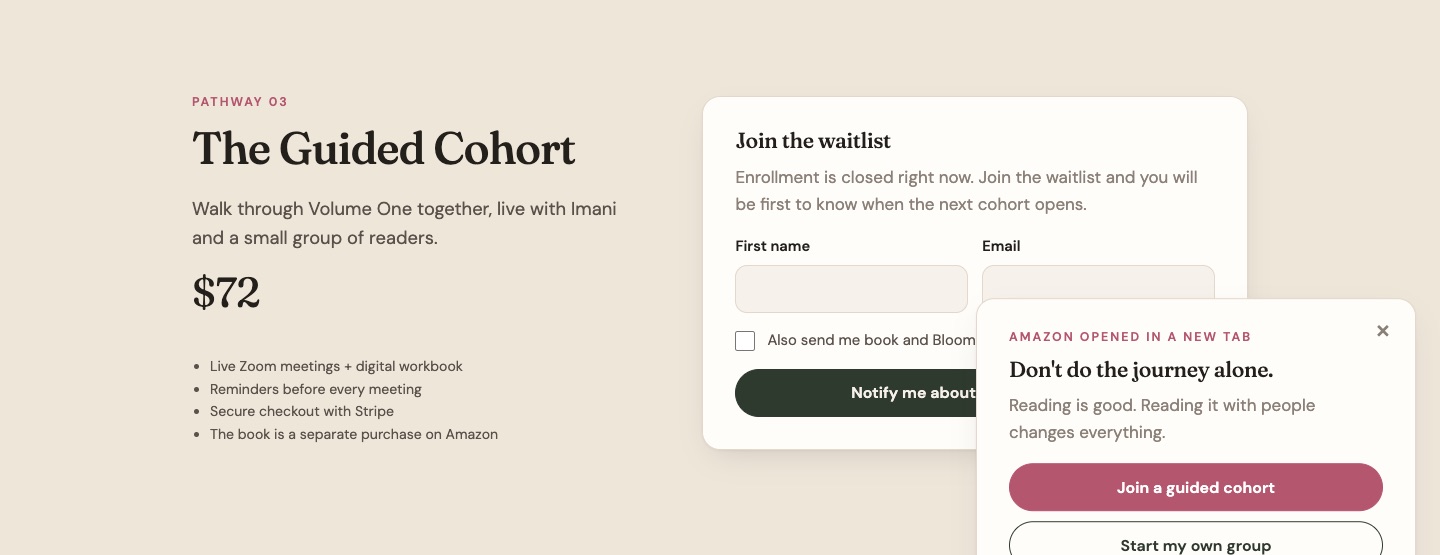 PATHWAY 03
The Guided Cohort
Walk through Volume One together, live with Imani
and a small group of readers.
$72
Live Zoom meetings + digital workbook
Reminders before every meeting
Secure checkout with Stripe
The book is a separate purchase on Amazon
Join the waitlist
Enrollment is closed right now. Join the waitlist and you will
be first to know when the next cohort opens.
First name
Email
Also send me book and Bloom
Notify me about
AMAZON OPENED IN A NEW TAB
Don't do the journey alone.
Reading is good. Reading it with people
changes everything.
Join a guided cohort
Start my own group